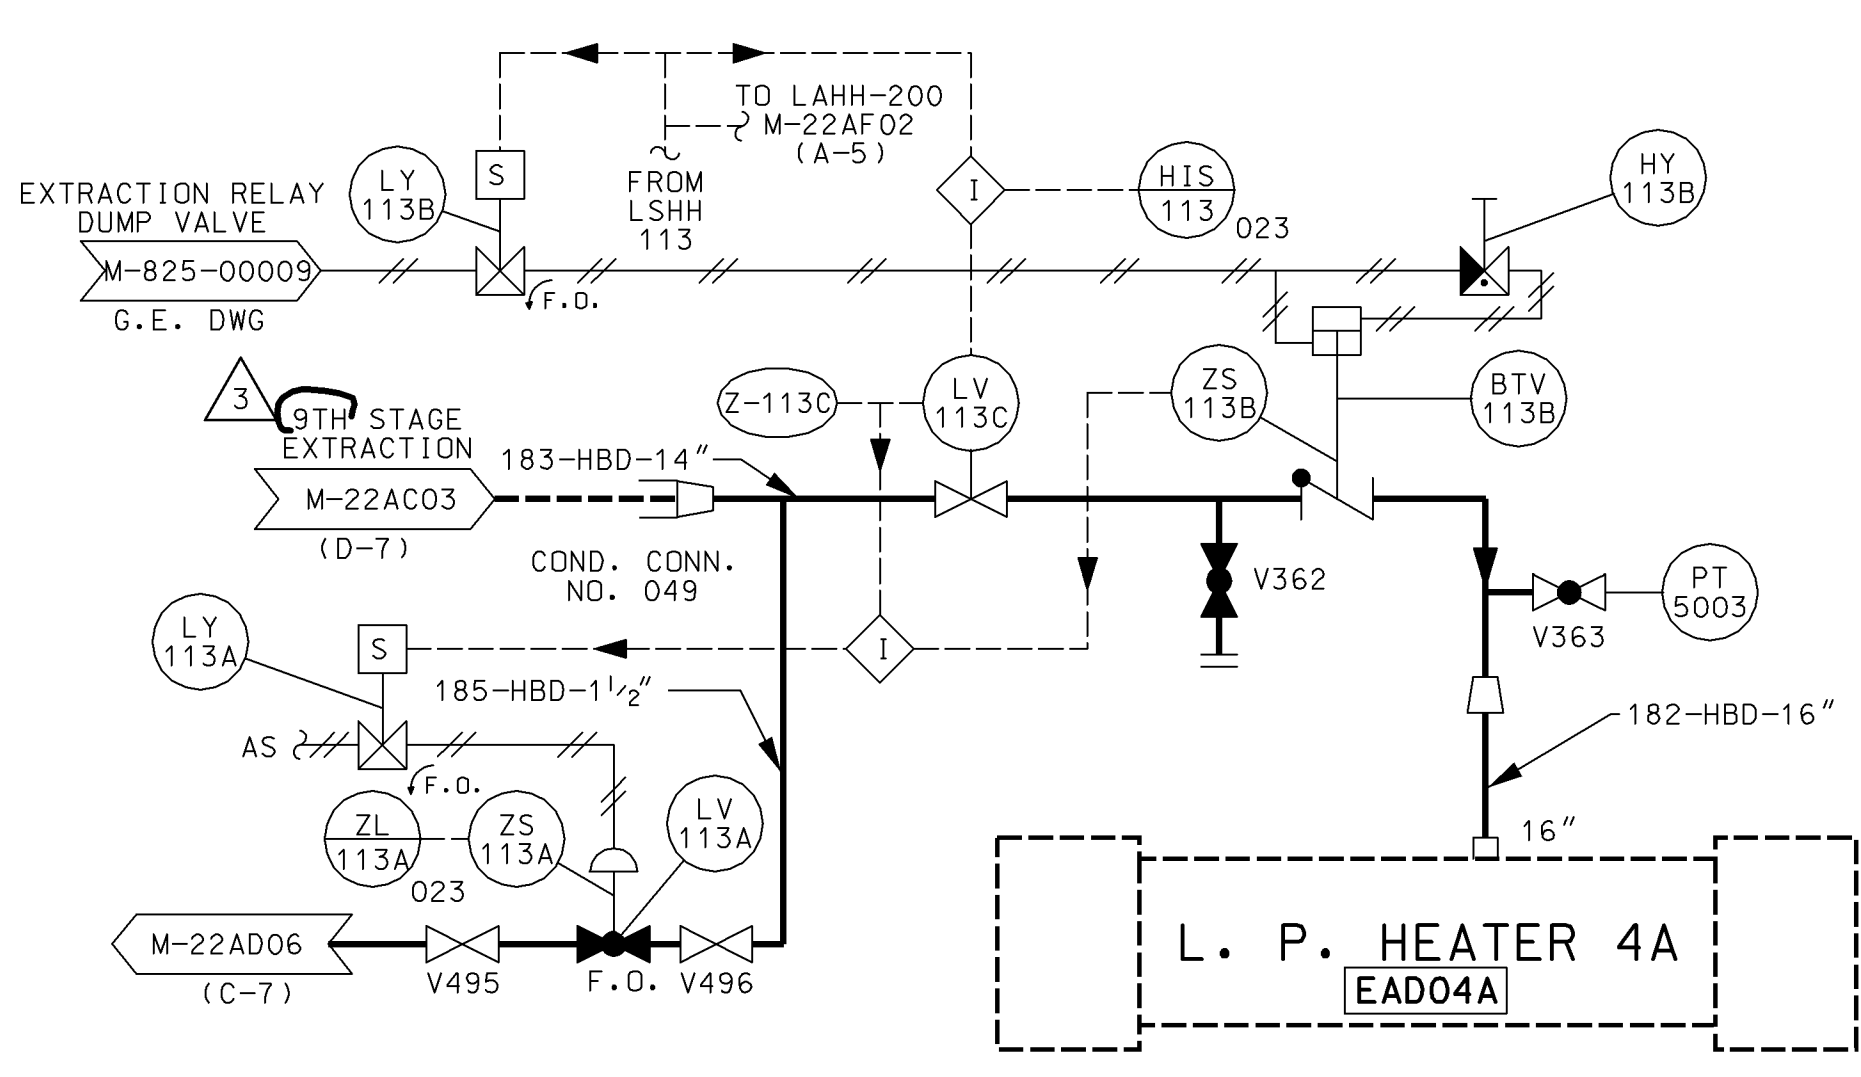 TO LAHH-200
M-22AF02
(A-5)
FROM
LSHH
113
EXTRACTION RELAY
DUMP VALVE
M-825-00009
G.E. DWG
LY
113B
S
F.O.
I
HIS
113
023
HY
113B
3
9TH STAGE
EXTRACTION
M-22AC03
(D-7)
183-HBD-14"
COND. CONN.
NO. 049
Z-113C
LV
113C
ZS
113B
BTV
113B
V362
V363
PT
5003
LY
113A
S
I
185-HBD-1 1/2"
182-HBD-16"
AS
F.O.
ZL
113A
023
ZS
113A
LV
113A
16"
M-22AD06
(C-7)
V495
F.O.
V496
L. P. HEATER 4A
EAD04A